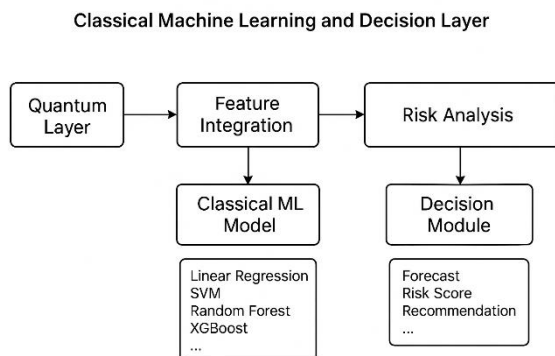 Classical Machine Learning and Decision Layer
Quantum
Layer
Feature
Integration
Risk Analysis
Classical ML
Model
Decision
Module
Linear Regression
SVM
Random Forest
XGBoost
...
Forecast
Risk Score
Recommendation
...